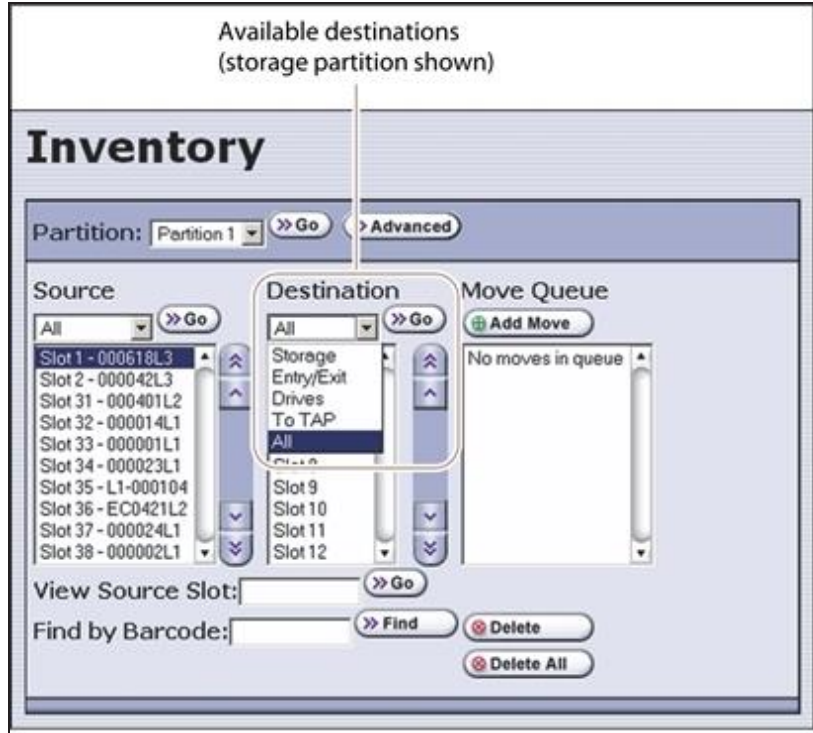 Available destinations
(storage partition shown)
Inventory
Partition: Partition 1 Go Advanced
Source
All Go
Slot 1 - 000618L3
Slot 2 - 000042L3
Slot 31 - 000401L2
Slot 32 - 000014L1
Slot 33 - 000001L1
Slot 34 - 000023L1
Slot 35 - L1-000104
Slot 36 - EC0421L2
Slot 37 - 000024L1
Slot 38 - 000002L1
Destination
All Go
Storage
Entry/Exit
Drives
To TAP
All
Slot 9
Slot 10
Slot 11
Slot 12
Move Queue
Add Move
No moves in queue
View Source Slot: Go
Find by Barcode: Find
Delete
Delete All